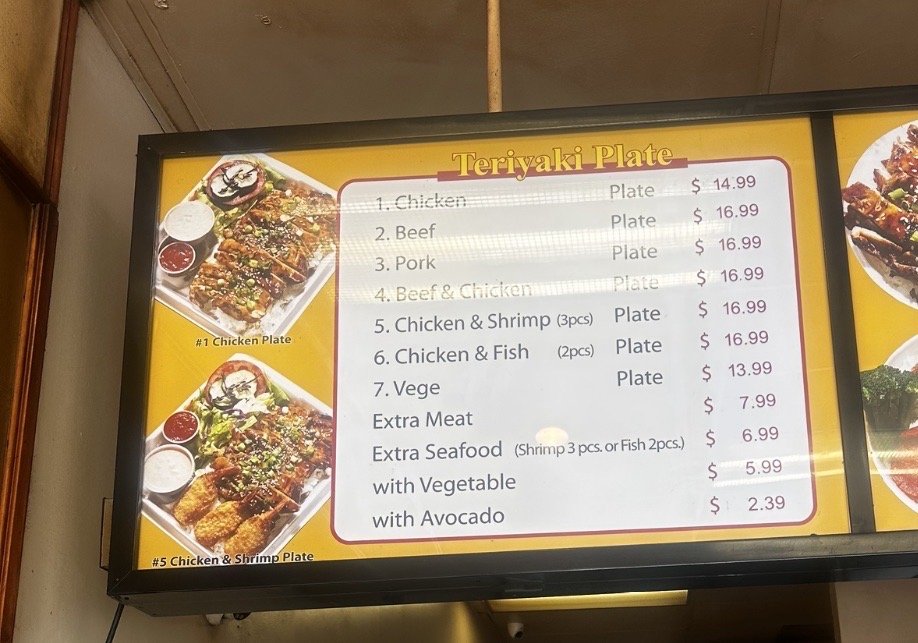 Teriyaki Plate
1. Chicken Plate $ 14.99
2. Beef Plate $ 16.99
3. Pork Plate $ 16.99
4. Beef & Chicken Plate $ 16.99
5. Chicken & Shrimp (3pcs) Plate $ 16.99
6. Chicken & Fish (2pcs) Plate $ 16.99
7. Vege Plate $ 13.99
Extra Meat $ 7.99
Extra Seafood (Shrimp 3 pcs. or Fish 2pcs.) $ 6.99
with Vegetable $ 5.99
with Avocado $ 2.39
#1 Chicken Plate
#5 Chicken & Shrimp Plate